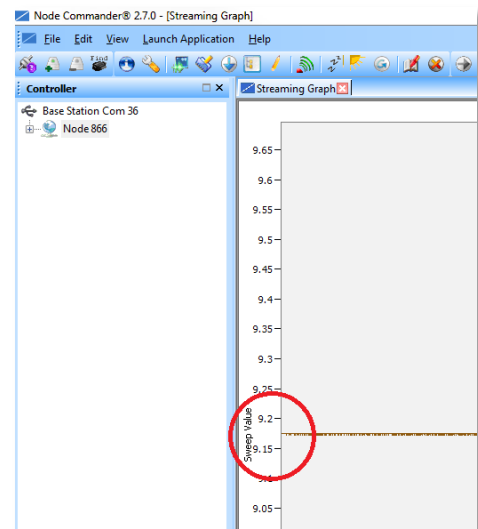 Node Commander® 2.7.0 - [Streaming Graph]
File Edit View Launch Application Help
Find
Controller
Streaming Graph
Base Station Com 36
Node 866
9.65
9.6
9.55
9.5
9.45
9.4
9.35
9.3
9.25
9.2
Sweep Value
9.15
9.1
9.05